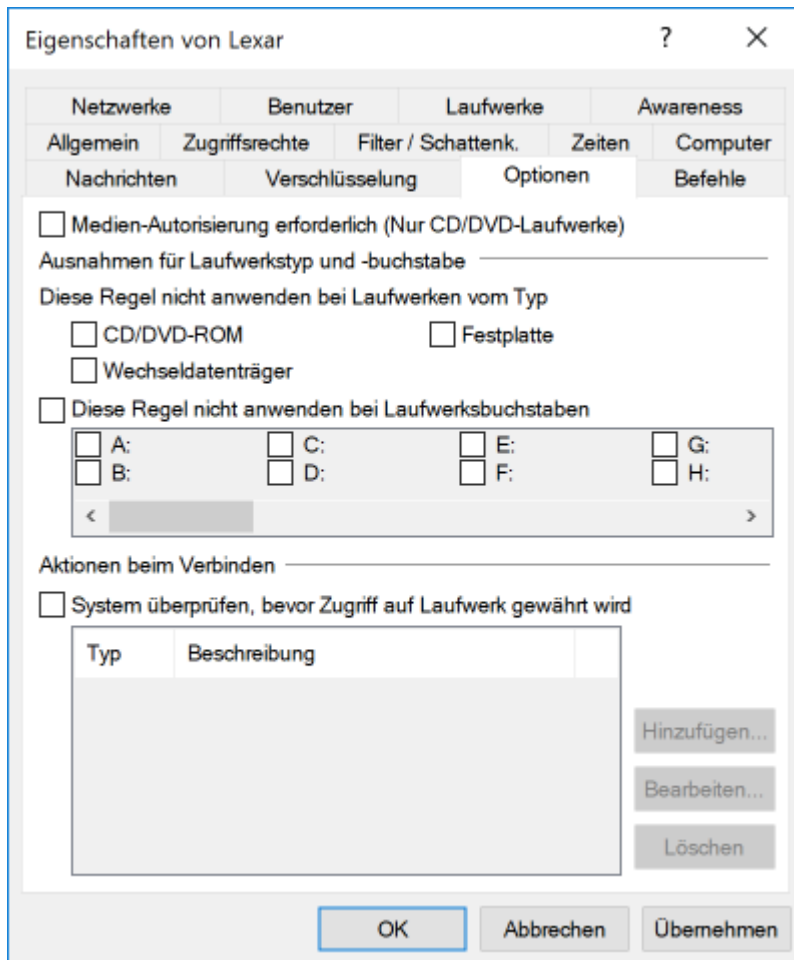 Eigenschaften von Lexar ?
Netzwerke Benutzer Laufwerke Awareness
Allgemein Zugriffsrechte Filter / Schattenk. Zeiten Computer
Nachrichten Verschlüsselung Optionen Befehle
Medien-Autorisierung erforderlich (Nur CD/DVD-Laufwerke)
Ausnahmen für Laufwerkstyp und -buchstabe
Diese Regel nicht anwenden bei Laufwerken vom Typ
CD/DVD-ROM Festplatte
Wechseldatenträger
Diese Regel nicht anwenden bei Laufwerksbuchstaben
A: C: E: G:
B: D: F: H:
Aktionen beim Verbinden
System überprüfen, bevor Zugriff auf Laufwerk gewährt wird
Typ Beschreibung
Hinzufügen...
Bearbeiten...
Löschen
OK Abbrechen Übernehmen